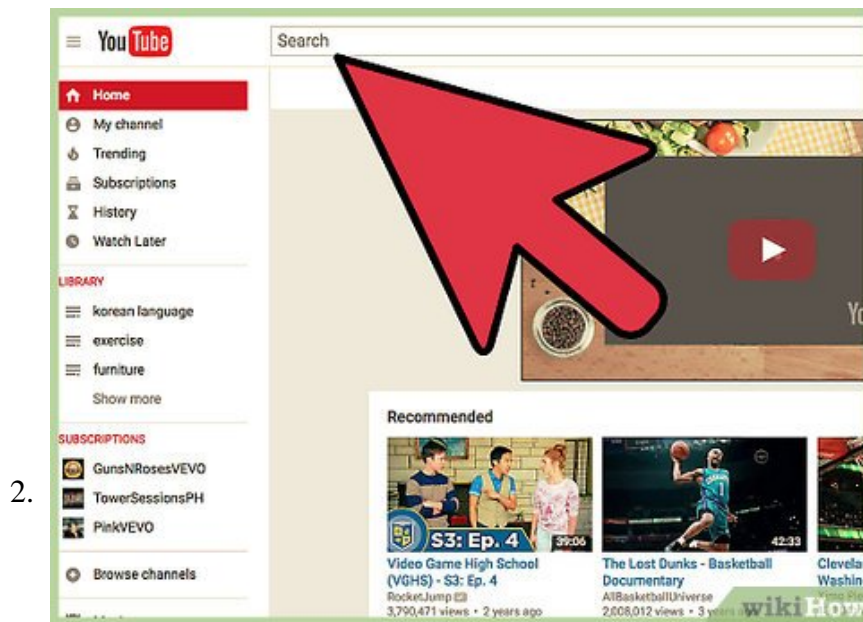 YouTube
Search
Home
My channel
Trending
Subscriptions
History
Watch Later
LIBRARY
korean language
exercise
furniture
Show more
SUBSCRIPTIONS
GunsNRosesVEVO
2.
TowerSessionsPH
PinkVEVO
Browse channels
Recommended
S3: Ep. 4
39:06
42:33
Video Game High School
(VGHS) - S3: Ep. 4
RocketJump
3,790,471 views • 2 years ago
The Lost Dunks - Basketball
Documentary
AllBasketballUniverse
2,008,012 views • 3
Clevela
Washin
wikiHow